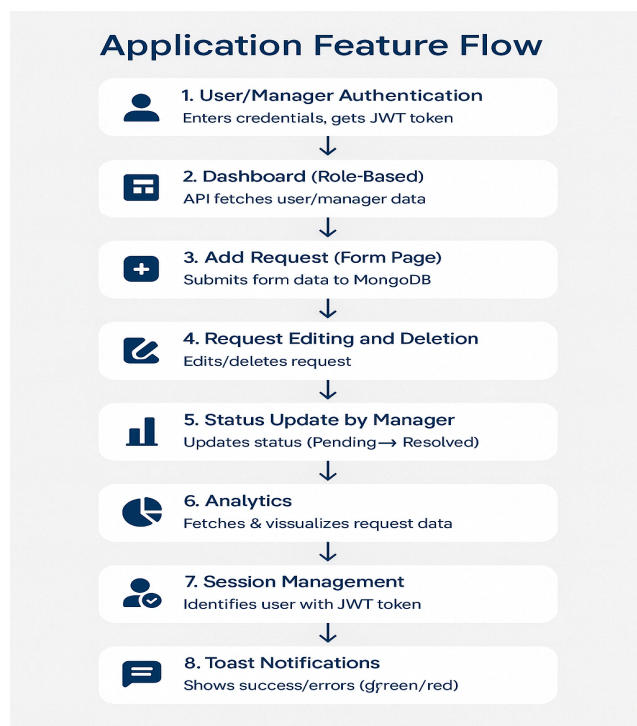 Application Feature Flow
1. User/Manager Authentication
Enters credentials, gets JWT token
2. Dashboard (Role-Based)
API fetches user/manager data
3. Add Request (Form Page)
Submits form data to MongoDB
4. Request Editing and Deletion
Edits/deletes request
5. Status Update by Manager
Updates status (Pending→ Resolved)
6. Analytics
Fetches & vissualizes request data
7. Session Management
Identifies user with JWT token
8. Toast Notifications
Shows success/errors (green/red)